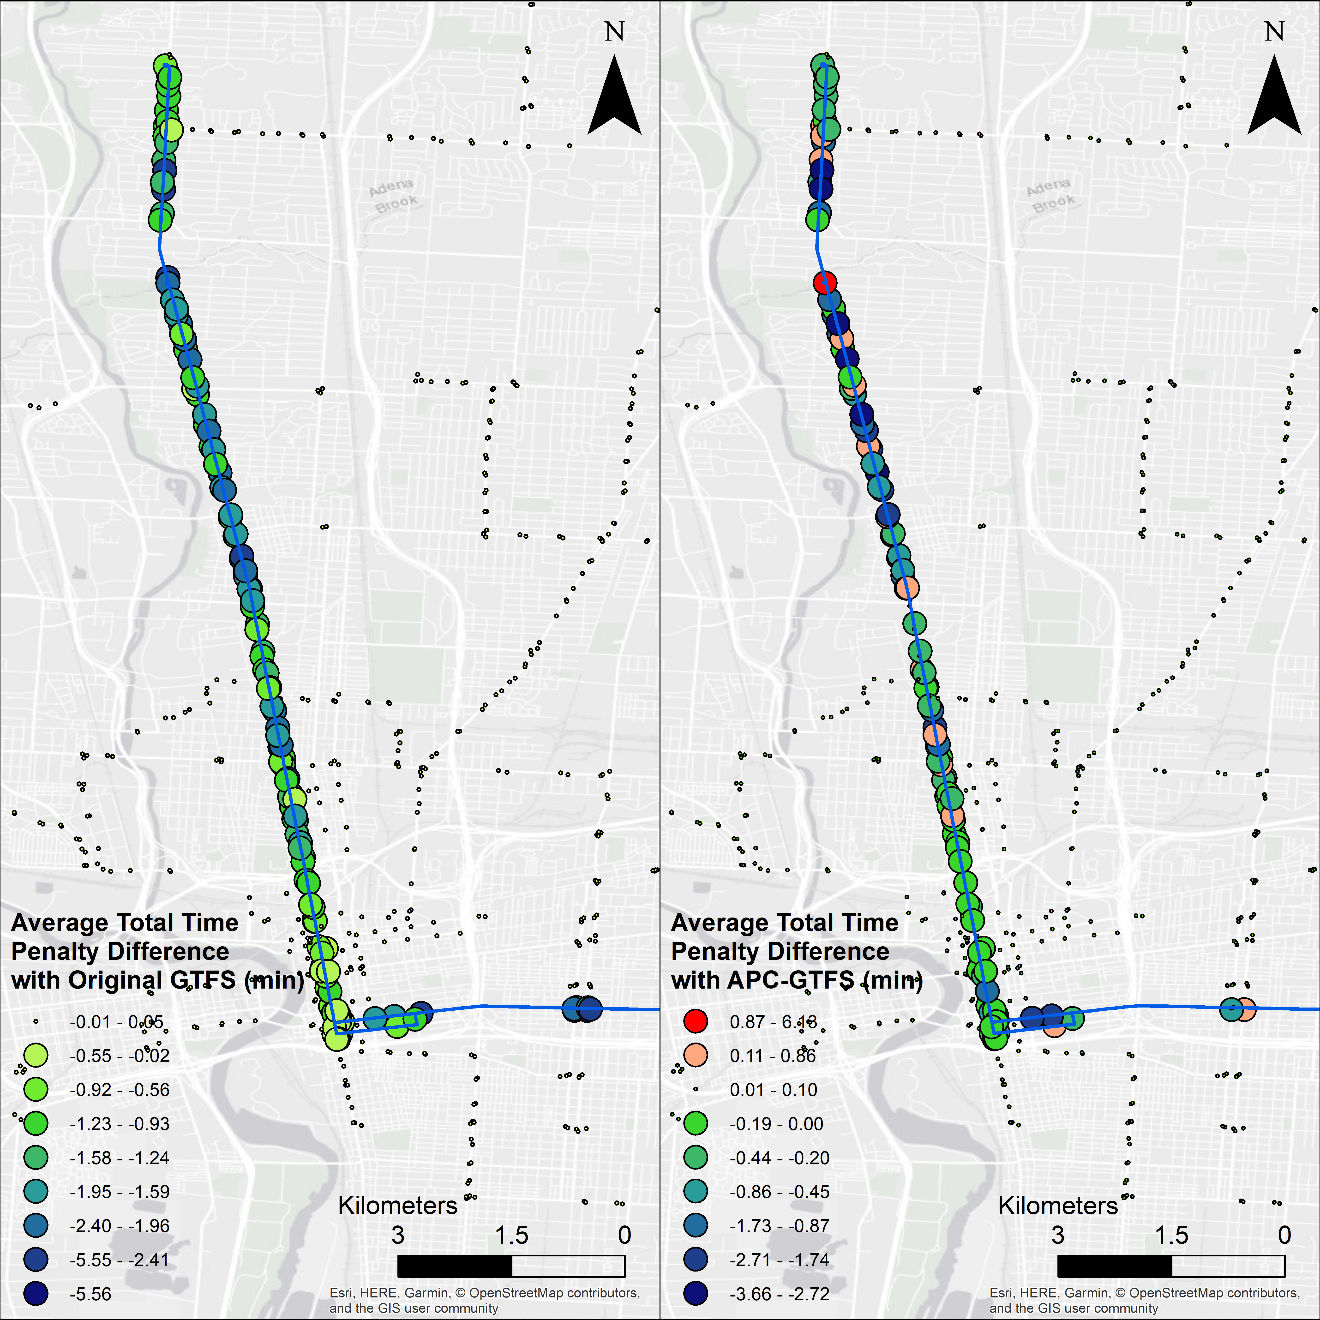 N
Adena
Brook
Average Total Time
Penalty Difference
with Original GTFS (min)
-0.01 - 0.05
-0.55 - -0.02
-0.92 - -0.56
-1.23 - -0.93
-1.58 - -1.24
-1.95 - -1.59
-2.40 - -1.96
-5.55 - -2.41
-5.56
Kilometers
3 1.5 0
Esri, HERE, Garmin, © OpenStreetMap contributors,
and the GIS user community
N
Adena
Brook
Average Total Time
Penalty Difference
with APC-GTFS (min)
0.87 - 6.13
0.11 - 0.86
0.01 - 0.10
-0.19 - 0.00
-0.44 - -0.20
-0.86 - -0.45
-1.73 - -0.87
-2.71 - -1.74
-3.66 - -2.72
Kilometers
3 1.5 0
Esri, HERE, Garmin, © OpenStreetMap contributors,
and the GIS user community